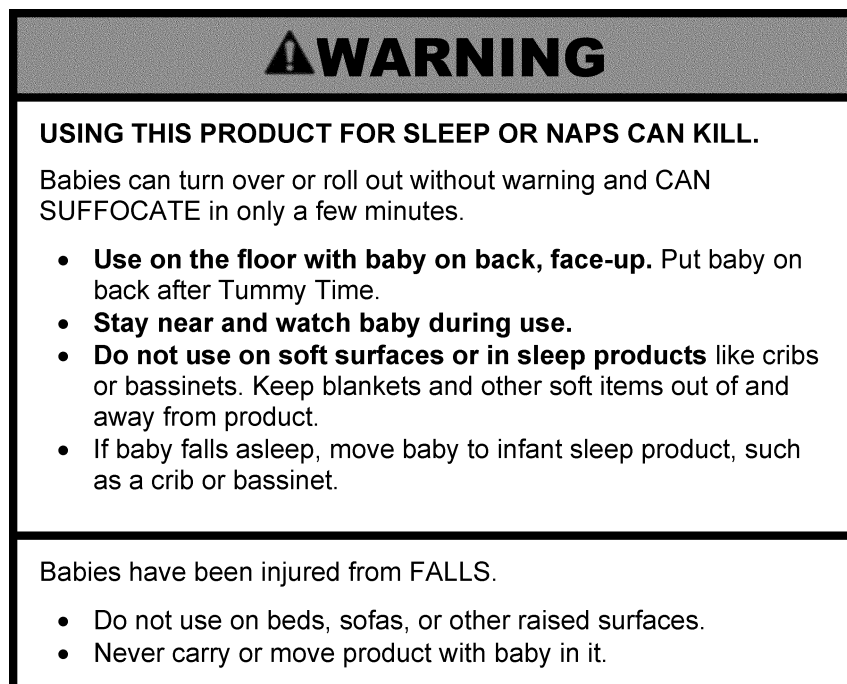 ⚠WARNING
USING THIS PRODUCT FOR SLEEP OR NAPS CAN KILL.
Babies can turn over or roll out without warning and CAN
SUFFOCATE in only a few minutes.
• Use on the floor with baby on back, face-up. Put baby on
back after Tummy Time.
• Stay near and watch baby during use.
• Do not use on soft surfaces or in sleep products like cribs
or bassinets. Keep blankets and other soft items out of and
away from product.
• If baby falls asleep, move baby to infant sleep product, such
as a crib or bassinet.
Babies have been injured from FALLS.
• Do not use on beds, sofas, or other raised surfaces.
• Never carry or move product with baby in it.